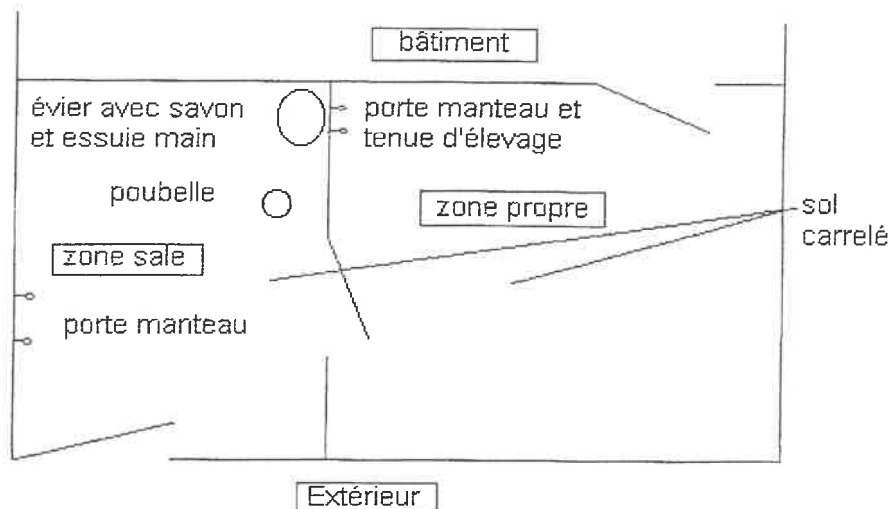 bâtiment
évier avec savon
et essuie main
porte manteau et
tenue d'élevage
poubelle
zone propre
sol
carrelé
zone sale
porte manteau
Extérieur